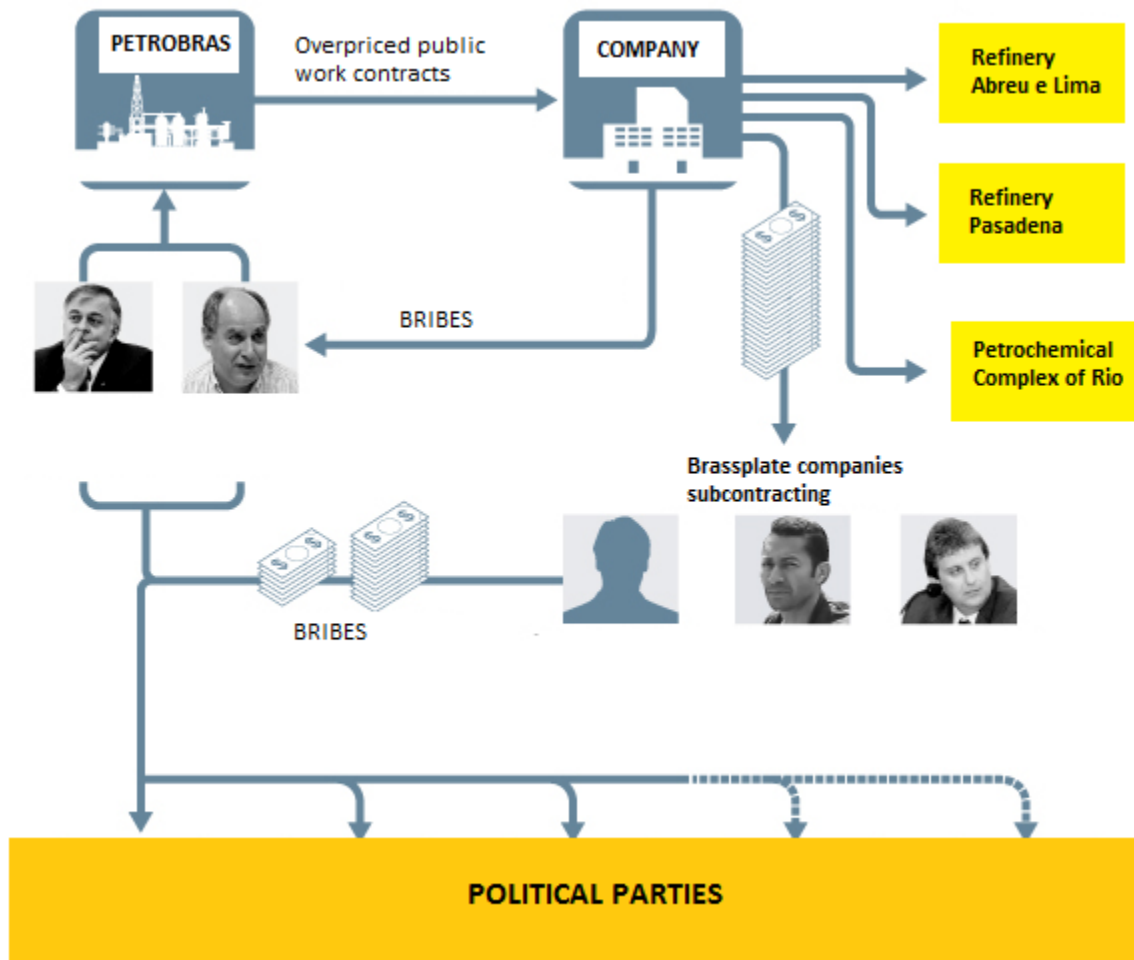 PETROBRAS
Overpriced public
work contracts
COMPANY
Refinery
Abreu e Lima
Refinery
Pasadena
BRIBES
Petrochemical
Complex of Rio
Brassplate companies
subcontracting
BRIBES
POLITICAL PARTIES